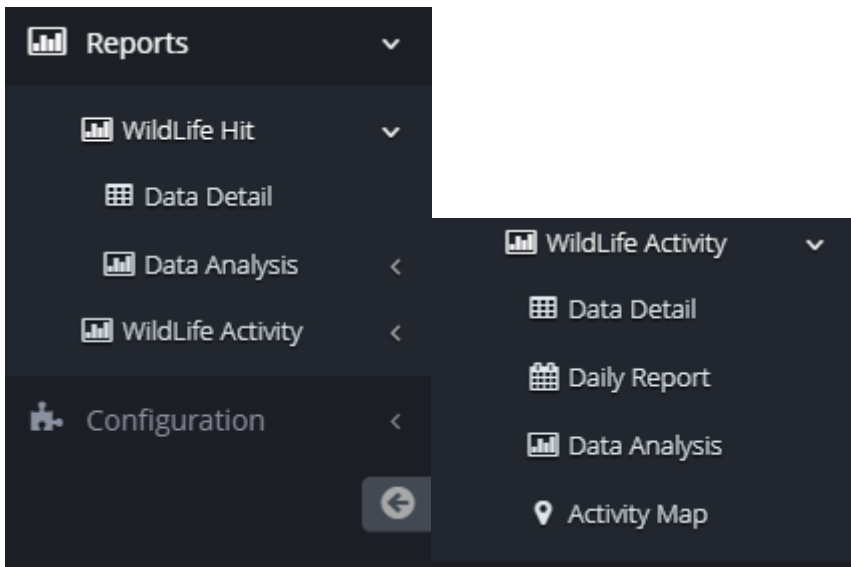 Reports
WildLife Hit
Data Detail
Data Analysis
WildLife Activity
Configuration
WildLife Activity
Data Detail
Daily Report
Data Analysis
Activity Map